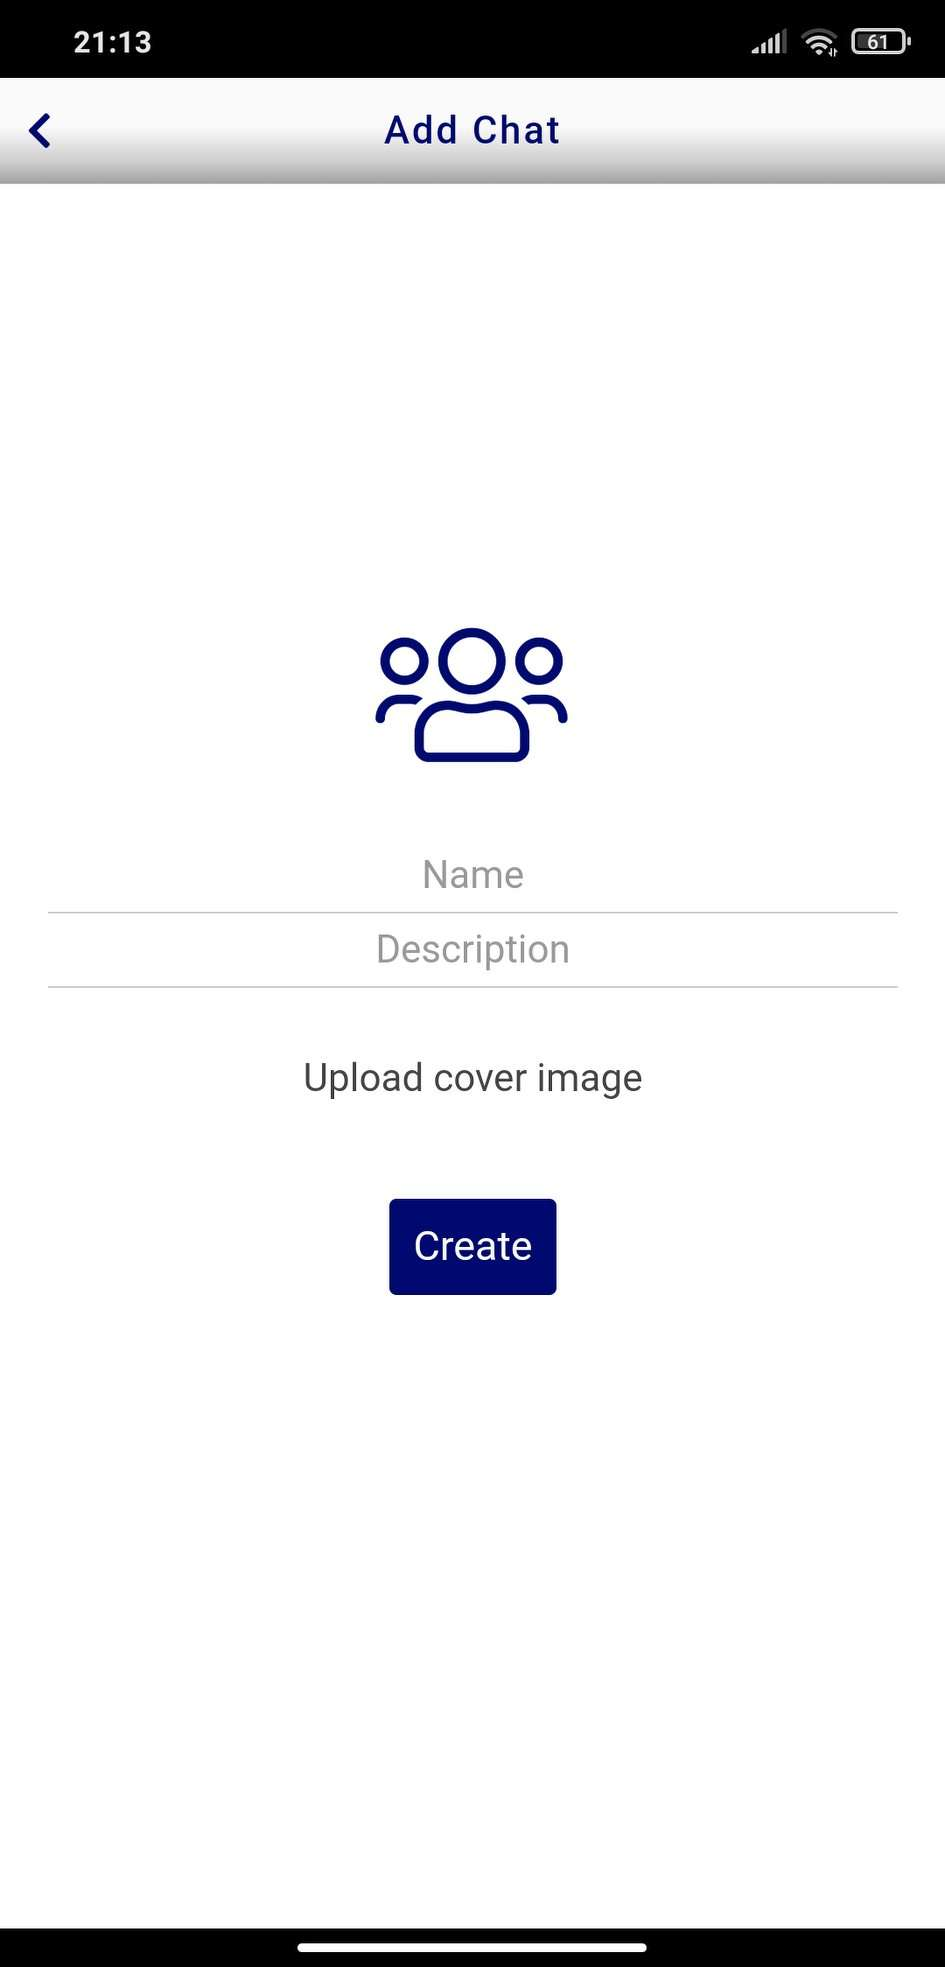 21:13
61
Add Chat
Name
Description
Upload cover image
Create